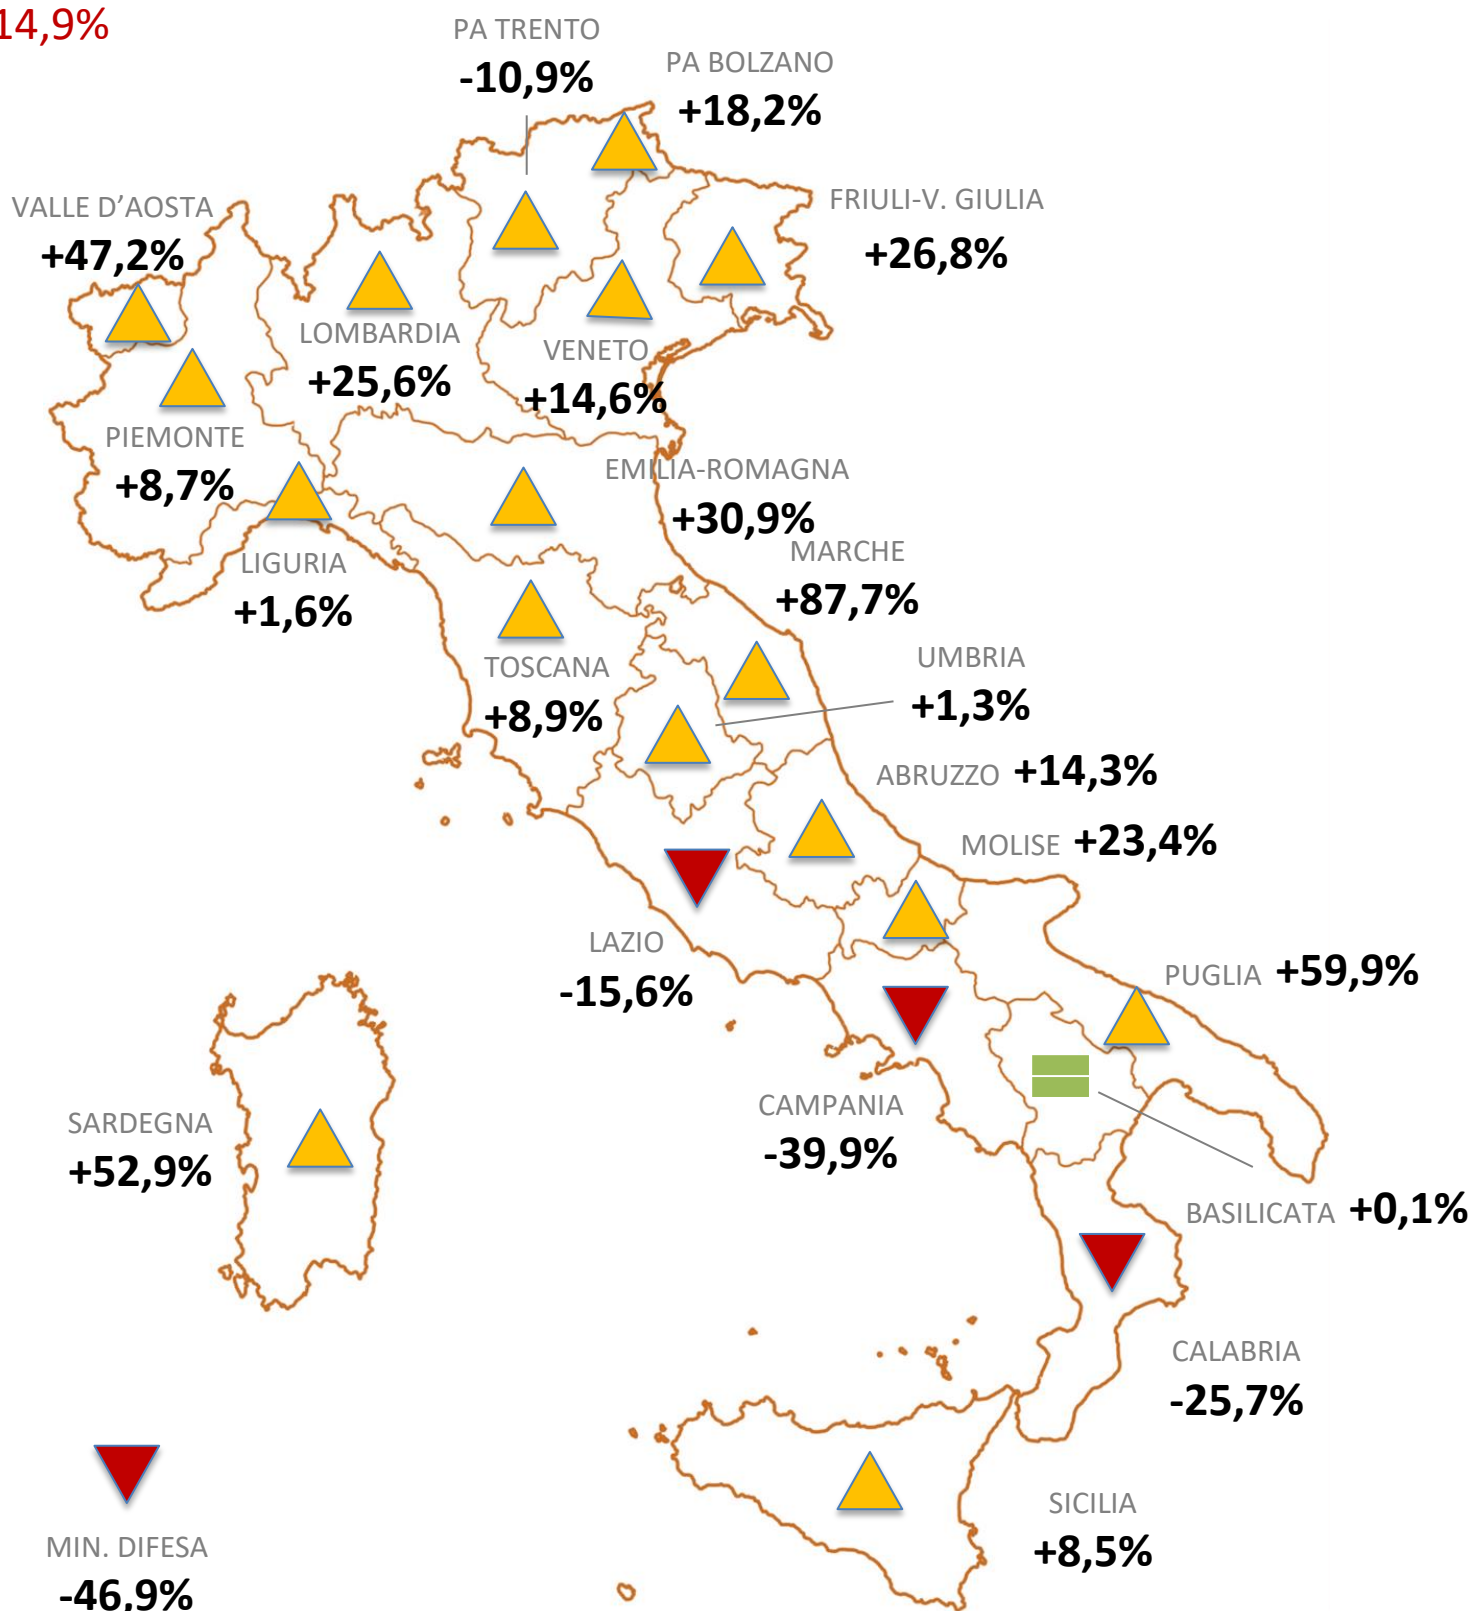 14,9%
PA TRENTO
-10,9%
PA BOLZANO
+18,2%
VALLE D’AOSTA
+47,2%
FRIULI-V. GIULIA
+26,8%
LOMBARDIA
+25,6%
VENETO
+14,6%
PIEMONTE
+8,7%
EMILIA-ROMAGNA
+30,9%
LIGURIA
+1,6%
MARCHE
+87,7%
TOSCANA
+8,9%
UMBRIA
+1,3%
ABRUZZO +14,3%
MOLISE +23,4%
LAZIO
-15,6%
PUGLIA +59,9%
SARDEGNA
+52,9%
CAMPANIA
-39,9%
BASILICATA +0,1%
CALABRIA
-25,7%
SICILIA
+8,5%
MIN. DIFESA
-46,9%